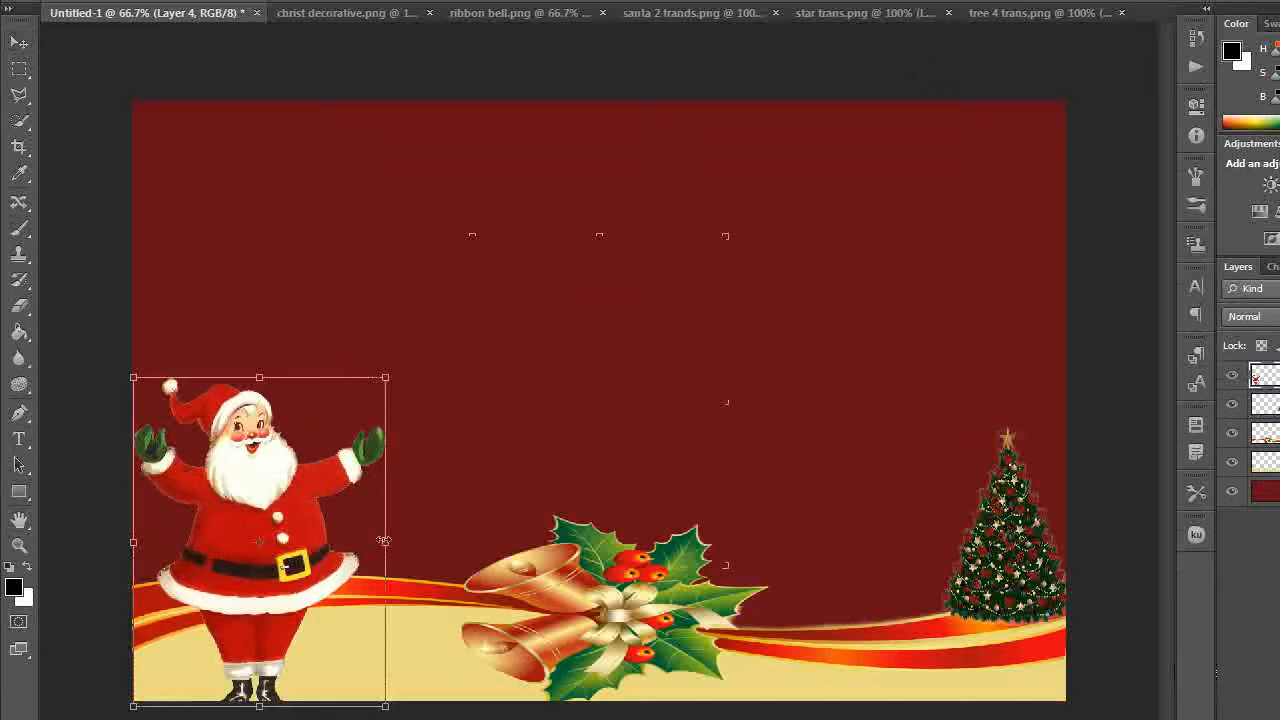 Untitled-1 @ 66.7% (Layer 4, RGB/8) *
christ decorative.png @ 1...
ribbon bell.png @ 66.7% ...
santa 2 trands.png @ 100...
star trans.png @ 100% (L...
tree 4 trans.png @ 100% (...
Color Swa
H
S
B
Adjustments
Add an adj
Layers Ch
Kind
Normal
Lock:
ku